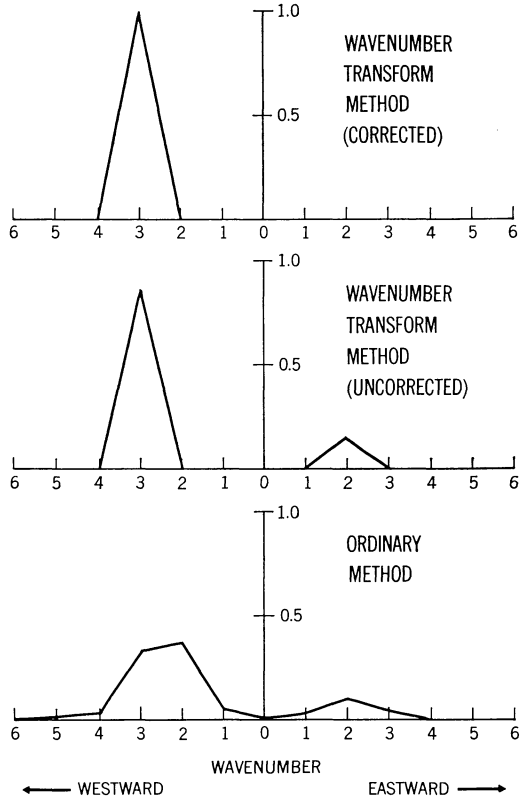 1.0
WAVENUMBER
TRANSFORM
METHOD
(CORRECTED)
0.5
6 5 4 3 2 1 0 1 2 3 4 5 6
1.0
WAVENUMBER
TRANSFORM
METHOD
(UNCORRECTED)
0.5
6 5 4 3 2 1 0 1 2 3 4 5 6
1.0
ORDINARY
METHOD
0.5
6 5 4 3 2 1 0 1 2 3 4 5 6
WAVENUMBER
WESTWARD EASTWARD